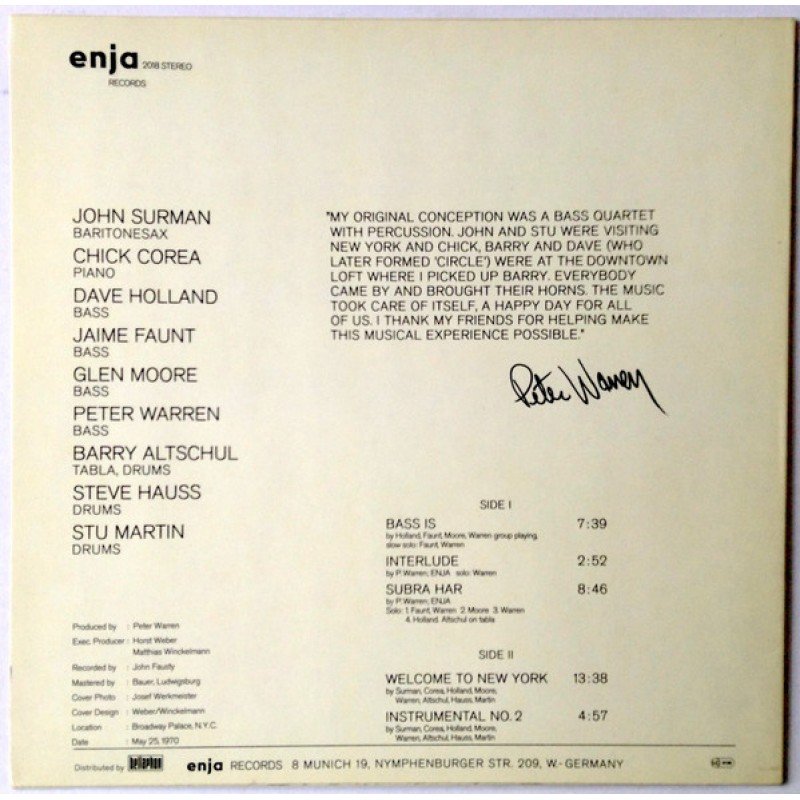 enja 2018 STEREO
RECORDS
JOHN SURMAN
BARITONESAX
CHICK COREA
PIANO
DAVE HOLLAND
BASS
JAIME FAUNT
BASS
GLEN MOORE
BASS
PETER WARREN
BASS
BARRY ALTSCHUL
TABLA, DRUMS
STEVE HAUSS
DRUMS
STU MARTIN
DRUMS
"MY ORIGINAL CONCEPTION WAS A BASS QUARTET
WITH PERCUSSION. JOHN AND STU WERE VISITING
NEW YORK AND CHICK, BARRY AND DAVE (WHO
LATER FORMED 'CIRCLE') WERE AT THE DOWNTOWN
LOFT WHERE I PICKED UP BARRY. EVERYBODY
CAME BY AND BROUGHT THEIR HORNS. THE MUSIC
TOOK CARE OF ITSELF, A HAPPY DAY FOR ALL
OF US. I THANK MY FRIENDS FOR HELPING MAKE
THIS MUSICAL EXPERIENCE POSSIBLE."
Peter Warren
SIDE I
BASS IS 7:39
by Holland, Faunt, Moore, Warren group playing,
slow solo: Faunt, Warren
INTERLUDE 2:52
by P. Warren; ENJA solo: Warren
SUBRA HAR 8:46
by P. Warren; ENJA
Solo: 1. Faunt, Warren 2. Moore 3. Warren
4. Holland. Altschul on tabla
SIDE II
WELCOME TO NEW YORK 13:38
by Surman, Corea, Holland, Moore,
Warren, Altschul, Hauss, Martin
INSTRUMENTAL NO. 2 4:57
by Surman, Corea, Holland, Moore,
Warren, Altschul, Hauss, Martin
Produced by : Peter Warren
Exec. Producer : Horst Weber
Matthias Winckelmann
Recorded by : John Fausty
Mastered by : Bauer, Ludwigsburg
Cover Photo : Josef Werkmeister
Cover Design : Weber/Winckelmann
Location : Broadway Palace, N.Y.C.
Date : May 25, 1970
Distributed by bellaphon enja RECORDS 8 MUNICH 19, NYMPHENBURGER STR. 209, W.-GERMANY